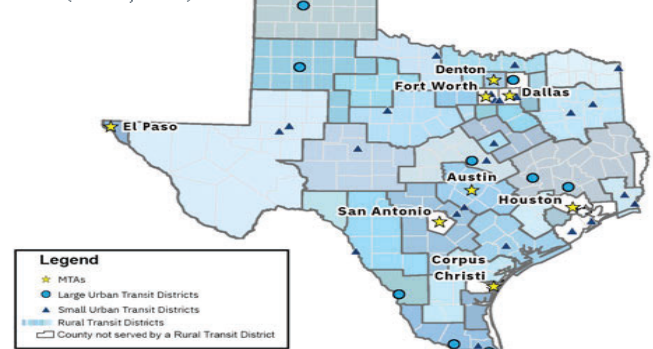 Denton
Fort Worth
Dallas
El Paso
Austin
Houston
San Antonio
Corpus
Christi
Legend
MTAs
Large Urban Transit Districts
Small Urban Transit Districts
Rural Transit Districts
County not served by a Rural Transit District